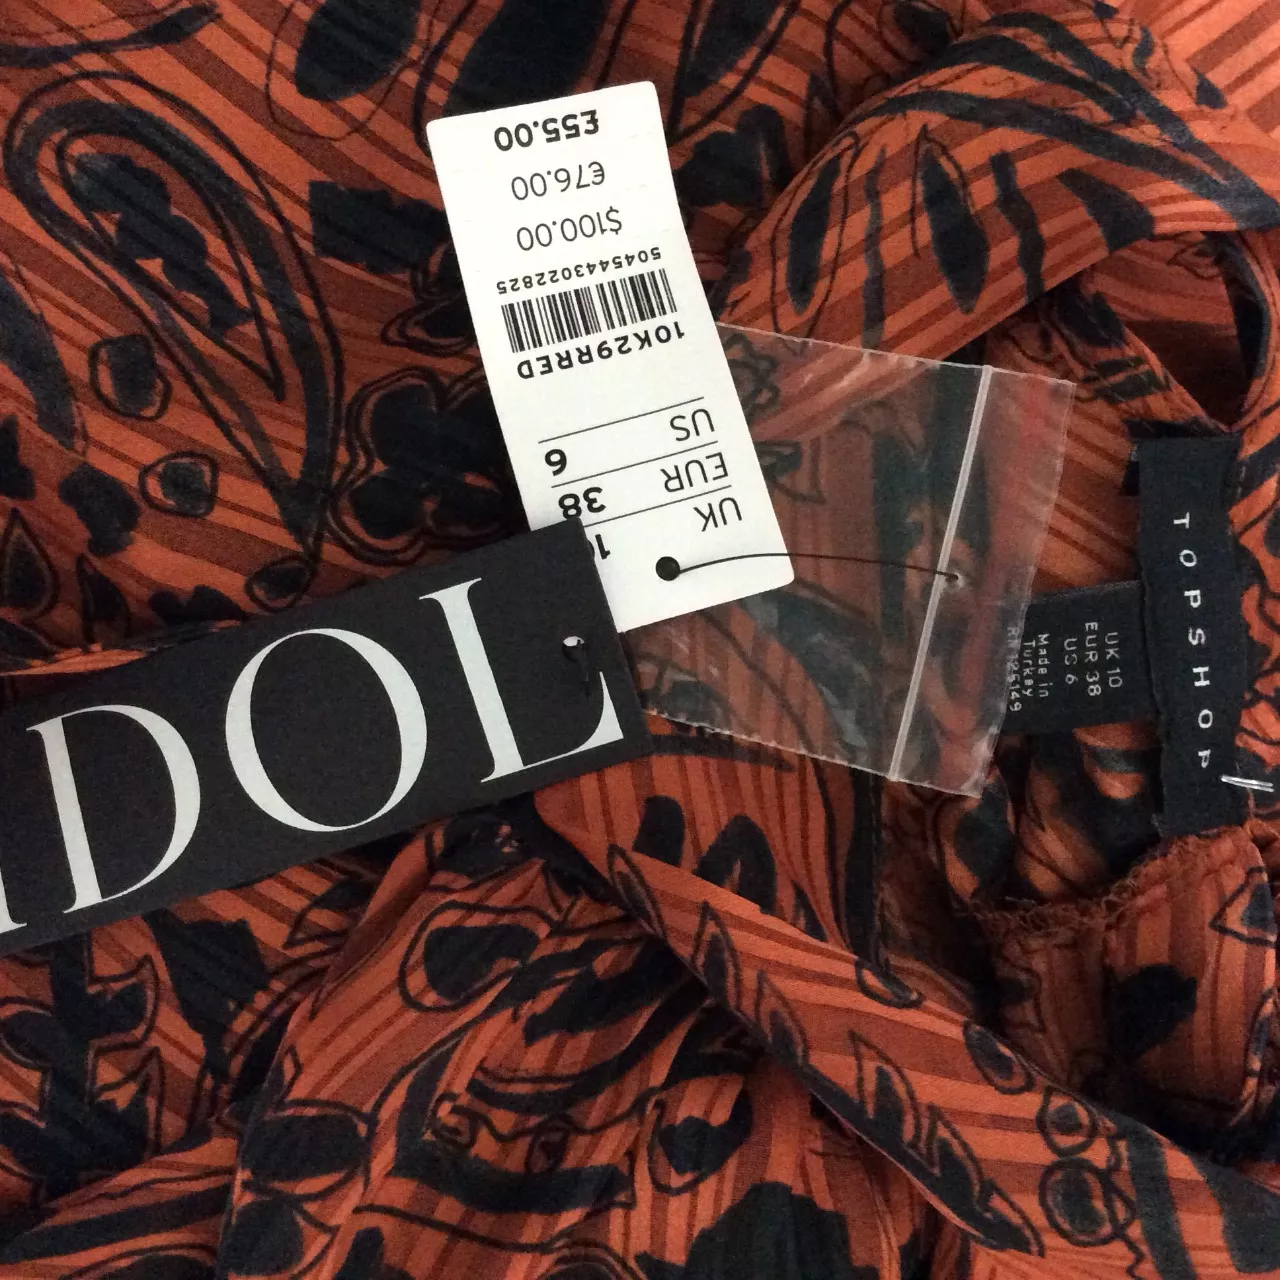 £55.00
€76.00
$100.00
5045443022825
10K29RRED
US 6
EUR 38
UK
IDOL
TOPSHOP
UK 10
EUR 38
US 6
Made in
Turkey